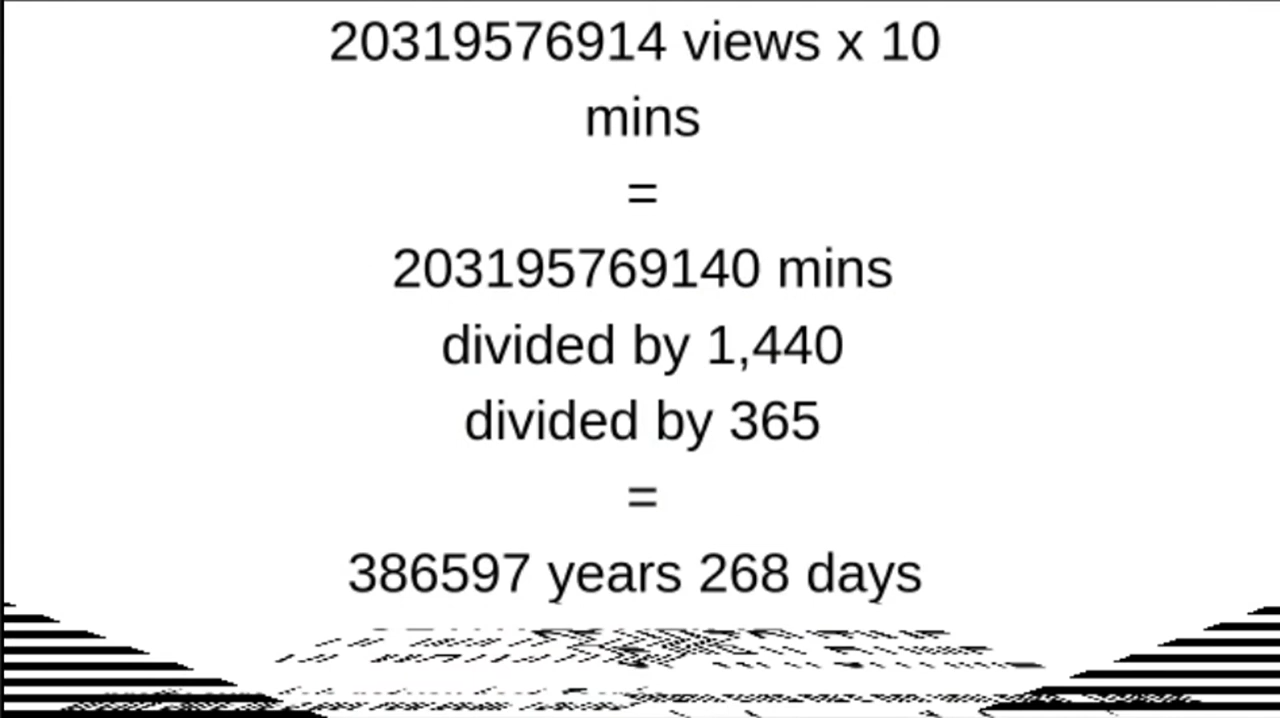 20319576914 views x 10
mins
=
203195769140 mins
divided by 1,440
divided by 365
=
386597 years 268 days